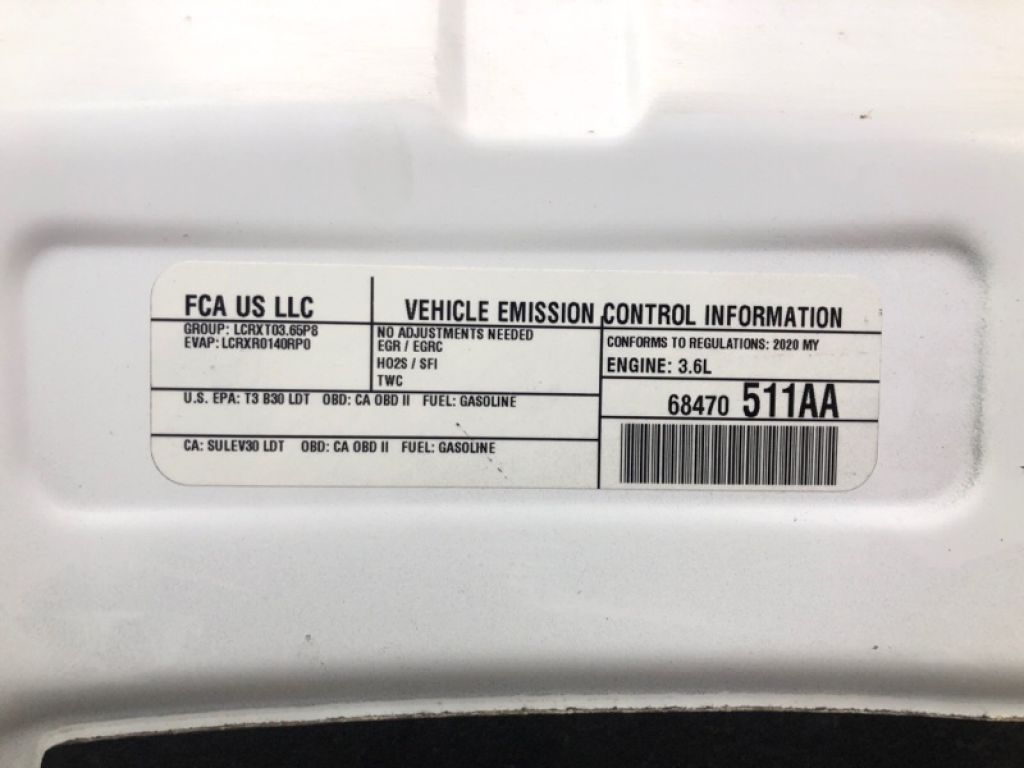 FCA US LLC
VEHICLE EMISSION CONTROL INFORMATION
GROUP: LCRXT03.65P8
EVAP: LCRXR0140RP0
NO ADJUSTMENTS NEEDED
EGR / EGRC
HO2S / SFI
TWC
CONFORMS TO REGULATIONS: 2020 MY
ENGINE: 3.6L
U.S. EPA: T3 B30 LDT OBD: CA OBD II FUEL: GASOLINE
68470 511AA
CA: SULEV30 LDT OBD: CA OBD II FUEL: GASOLINE